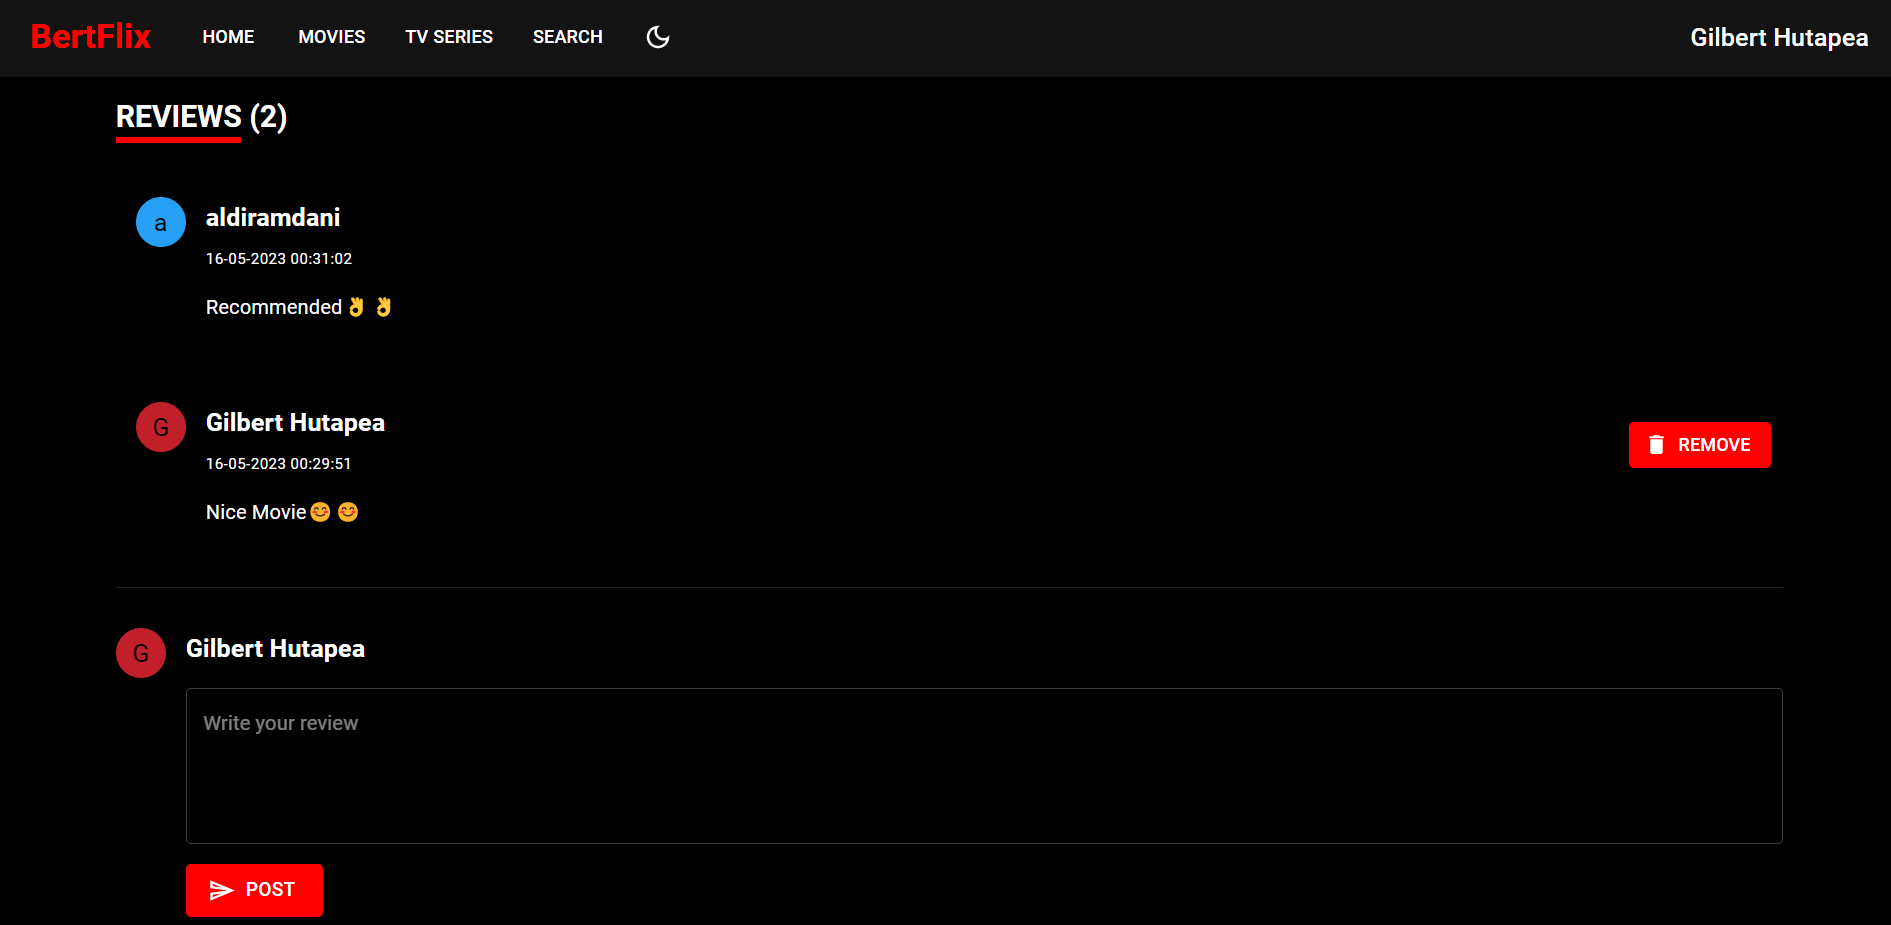 BertFlix HOME MOVIES TV SERIES SEARCH Gilbert Hutapea
REVIEWS (2)
a
aldiramdani
16-05-2023 00:31:02
Recommended👌 👌
G
Gilbert Hutapea
16-05-2023 00:29:51
REMOVE
Nice Movie😊 😊
G
Gilbert Hutapea
Write your review
POST